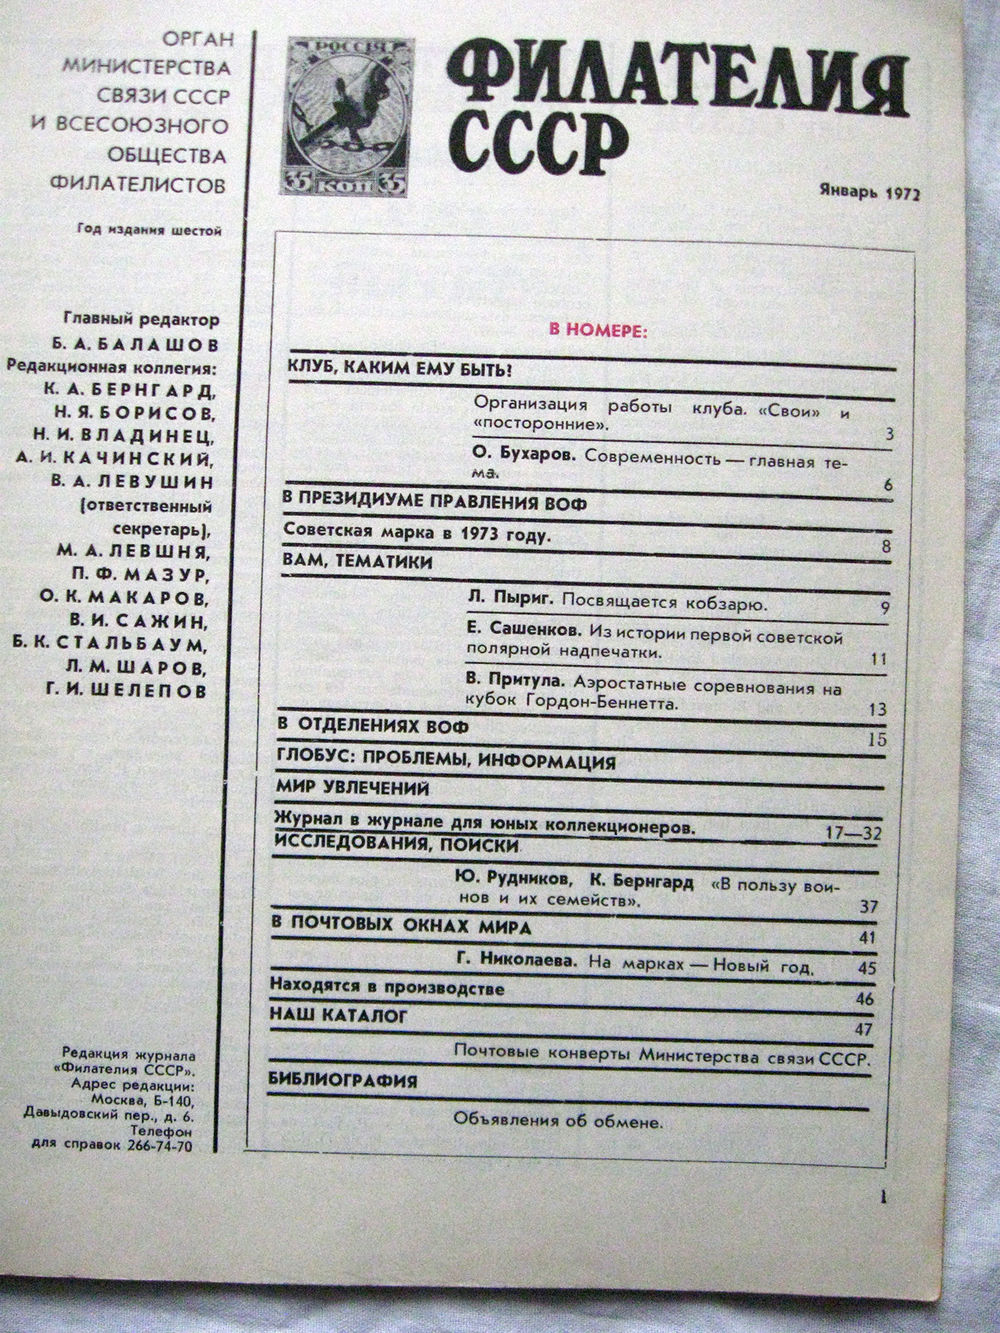 ОРГАН
МИНИСТЕРСТВА
СВЯЗИ СССР
И ВСЕСОЮЗНОГО
ОБЩЕСТВА
ФИЛАТЕЛИСТОВ
Год издания шестой
Главный редактор
Б. А. БАЛАШОВ
Редакционная коллегия:
К. А. БЕРНГАРД,
Н. Я. БОРИСОВ,
Н. И. ВЛАДИНЕЦ,
А. И. КАЧИНСКИЙ,
В. А. ЛЕВУШИН
(ответственный
секретарь),
М. А. ЛЕВШНЯ,
П. Ф. МАЗУР,
О. К. МАКАРОВ,
В. И. САЖИН,
Б. К. СТАЛЬБАУМ,
Л. М. ШАРОВ,
Г. И. ШЕЛЕПОВ
Редакция журнала
«Филателия СССР».
Адрес редакции:
Москва, Б-140,
Давыдовский пер., д. 6.
Телефон
для справок 266-74-70
РОССІЯ
35 КОП 35
ФИЛАТЕЛИЯ
СССР
Январь 1972
В НОМЕРЕ:
КЛУБ, КАКИМ ЕМУ БЫТЬ?
Организация работы клуба. «Свои» и
«посторонние». 3
О. Бухаров. Современность — главная те-
ма. 6
В ПРЕЗИДИУМЕ ПРАВЛЕНИЯ ВОФ
Советская марка в 1973 году. 8
ВАМ, ТЕМАТИКИ
Л. Пыриг. Посвящается кобзарю. 9
Е. Сашенков. Из истории первой советской
полярной надпечатки. 11
В. Притула. Аэростатные соревнования на
кубок Гордон-Беннетта. 13
В ОТДЕЛЕНИЯХ ВОФ 15
ГЛОБУС: ПРОБЛЕМЫ, ИНФОРМАЦИЯ
МИР УВЛЕЧЕНИЙ
Журнал в журнале для юных коллекционеров. 17—32
ИССЛЕДОВАНИЯ, ПОИСКИ
Ю. Рудников, К. Бернгард «В пользу вои-
нов и их семейств». 37
В ПОЧТОВЫХ ОКНАХ МИРА 41
Г. Николаева. На марках — Новый год. 45
Находятся в производстве 46
НАШ КАТАЛОГ 47
Почтовые конверты Министерства связи СССР.
БИБЛИОГРАФИЯ
Объявления об обмене.
1